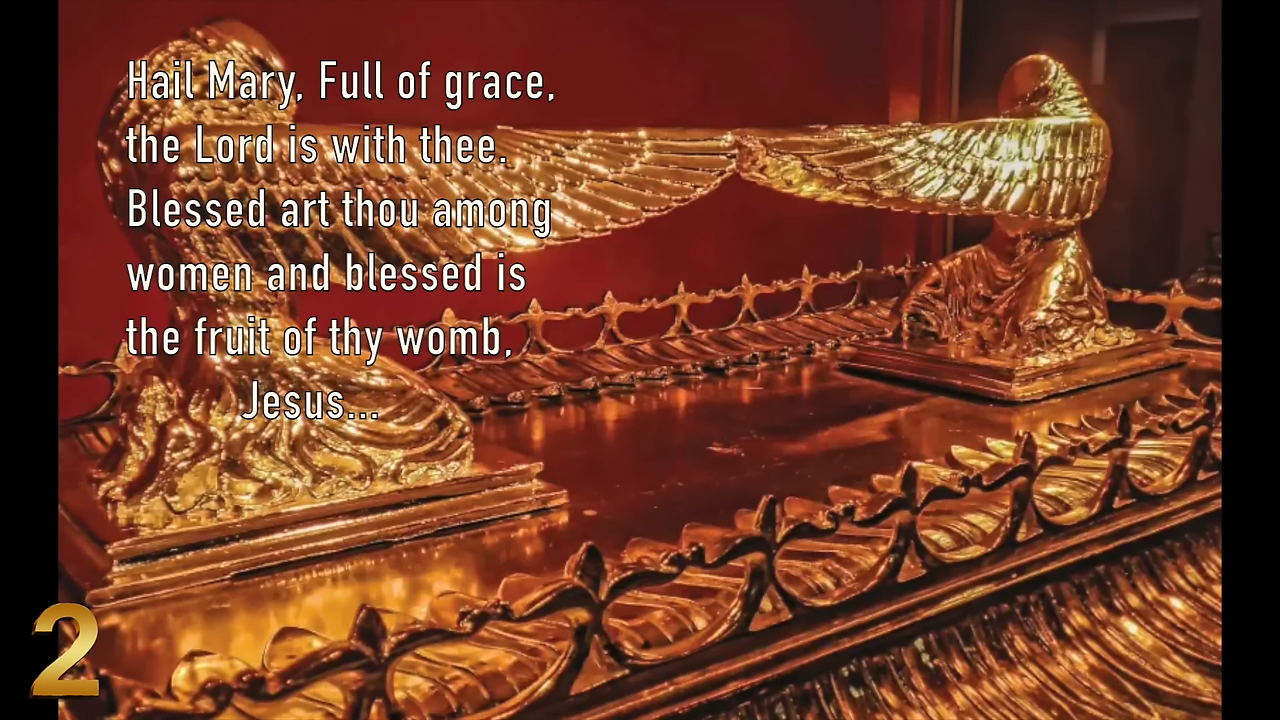 Hail Mary, Full of grace,
the Lord is with thee.
Blessed art thou among
women and blessed is
the fruit of thy womb,
Jesus...
2